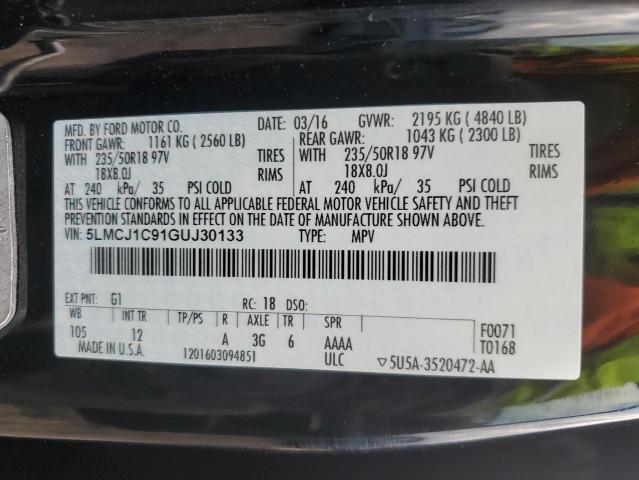 MFD. BY FORD MOTOR CO. DATE: 03/16 GVWR: 2195 KG ( 4840 LB)
FRONT GAWR: 1161 KG ( 2560 LB) REAR GAWR: 1043 KG ( 2300 LB)
WITH 235/50R18 97V TIRES WITH 235/50R18 97V TIRES
18X8.0J RIMS 18X8.0J RIMS
AT 240 kPa/ 35 PSI COLD AT 240 kPa/ 35 PSI COLD
THIS VEHICLE CONFORMS TO ALL APPLICABLE FEDERAL MOTOR VEHICLE SAFETY AND THEFT
PREVENTION STANDARDS IN EFFECT ON THE DATE OF MANUFACTURE SHOWN ABOVE.
VIN: 5LMCJ1C91GUJ30133 TYPE: MPV
EXT PNT: G1 RC: 18 DSO:
WB INT TR TP/PS R AXLE TR SPR F0071
105 12 A 3G 6 AAAA T0168
MADE IN U.S.A. 1201603094851 ULC ▽5U5A-3520472-AA